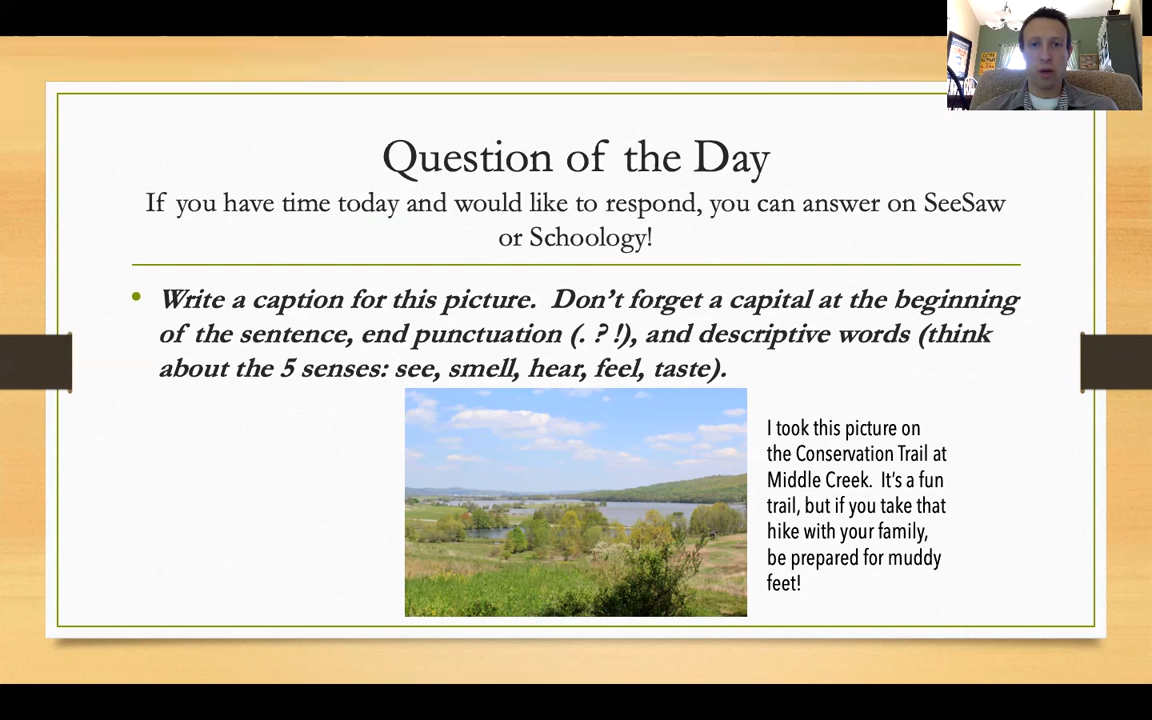 Question of the Day
If you have time today and would like to respond, you can answer on SeeSaw
or Schoology!
• Write a caption for this picture.  Don't forget a capital at the beginning
of the sentence, end punctuation (. ? !), and descriptive words (think
about the 5 senses: see, smell, hear, feel, taste).
I took this picture on
the Conservation Trail at
Middle Creek.  It's a fun
trail, but if you take that
hike with your family,
be prepared for muddy
feet!